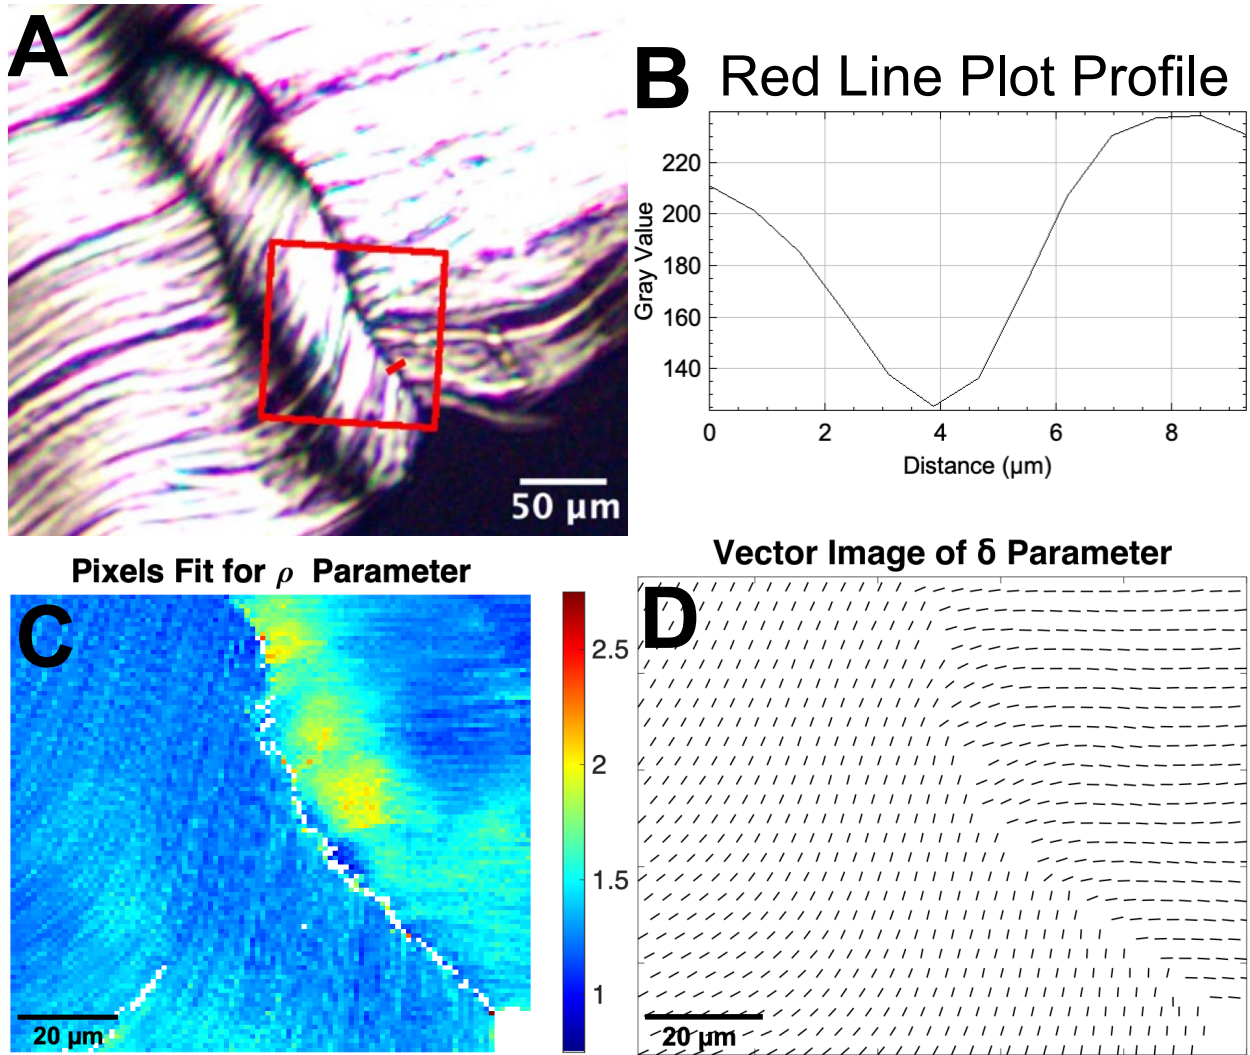 A
50 µm
B
Red Line Plot Profile
Gray Value
220
200
180
160
140
0 2 4 6 8
Distance (µm)
Pixels Fit for ρ Parameter
C
2.5
2
1.5
1
20 µm
Vector Image of δ Parameter
D
20 µm